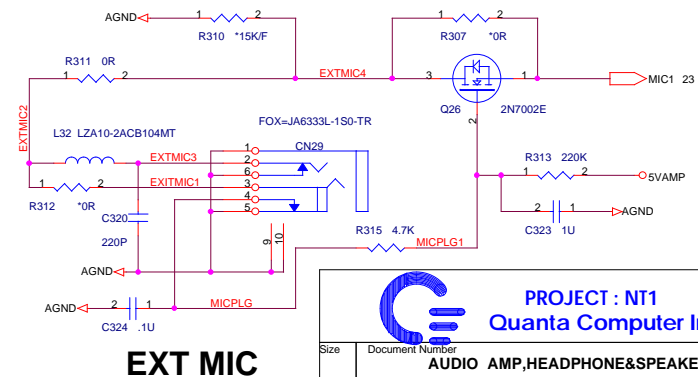 AGND
1
2
R310
*15K/F
1
2
R307
*0R
R311 0R
1
2
EXTMIC4
3
1
MIC1 23
Q26
2N7002E
2
EXTMIC2
FOX=JA6333L-1S0-TR
L32 LZA10-2ACB104MT
CN29
EXTMIC3
1
2
6
3
4
5
EXITMIC1
1
2
R312
*0R
R313 220K
1
2
5VAMP
C320
220P
2
1
AGND
C323 1U
R315 4.7K
MICPLG1
9
10
AGND
AGND
2
1
MICPLG
C324 .1U
PROJECT : NT1
Quanta Computer In
EXT MIC
Size
Document Number
AUDIO AMP,HEADPHONE&SPEAKE